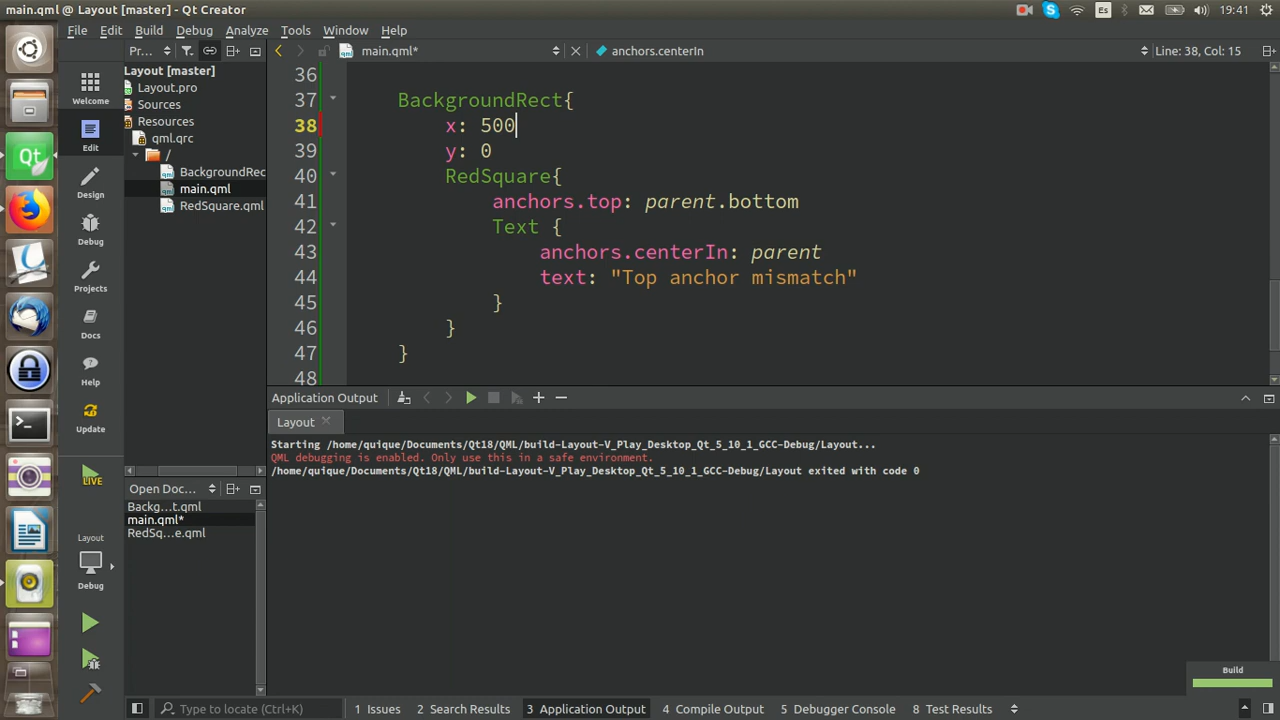 main.qml @ Layout [master] - Qt Creator
Es
19:41
File Edit Build Debug Analyze Tools Window Help
Pr...
main.qml*
anchors.centerIn
Line: 38, Col: 15
Welcome
Edit
Design
Debug
Projects
Docs
Help
Update
LIVE
Layout
Debug
Layout [master]
Layout.pro
Sources
Resources
qml.qrc
/
BackgroundRec
main.qml
RedSquare.qml
Open Doc...
Backg...t.qml
main.qml*
RedSq...e.qml
36
37 BackgroundRect{
38 x: 500
39 y: 0
40 RedSquare{
41 anchors.top: parent.bottom
42 Text {
43 anchors.centerIn: parent
44 text: "Top anchor mismatch"
45 }
46 }
47 }
48
Application Output
Layout
Starting /home/quique/Documents/Qt18/QML/build-Layout-V_Play_Desktop_Qt_5_10_1_GCC-Debug/Layout...
QML debugging is enabled. Only use this in a safe environment.
/home/quique/Documents/Qt18/QML/build-Layout-V_Play_Desktop_Qt_5_10_1_GCC-Debug/Layout exited with code 0
Build
Type to locate (Ctrl+K)
1 Issues
2 Search Results
3 Application Output
4 Compile Output
5 Debugger Console
8 Test Results